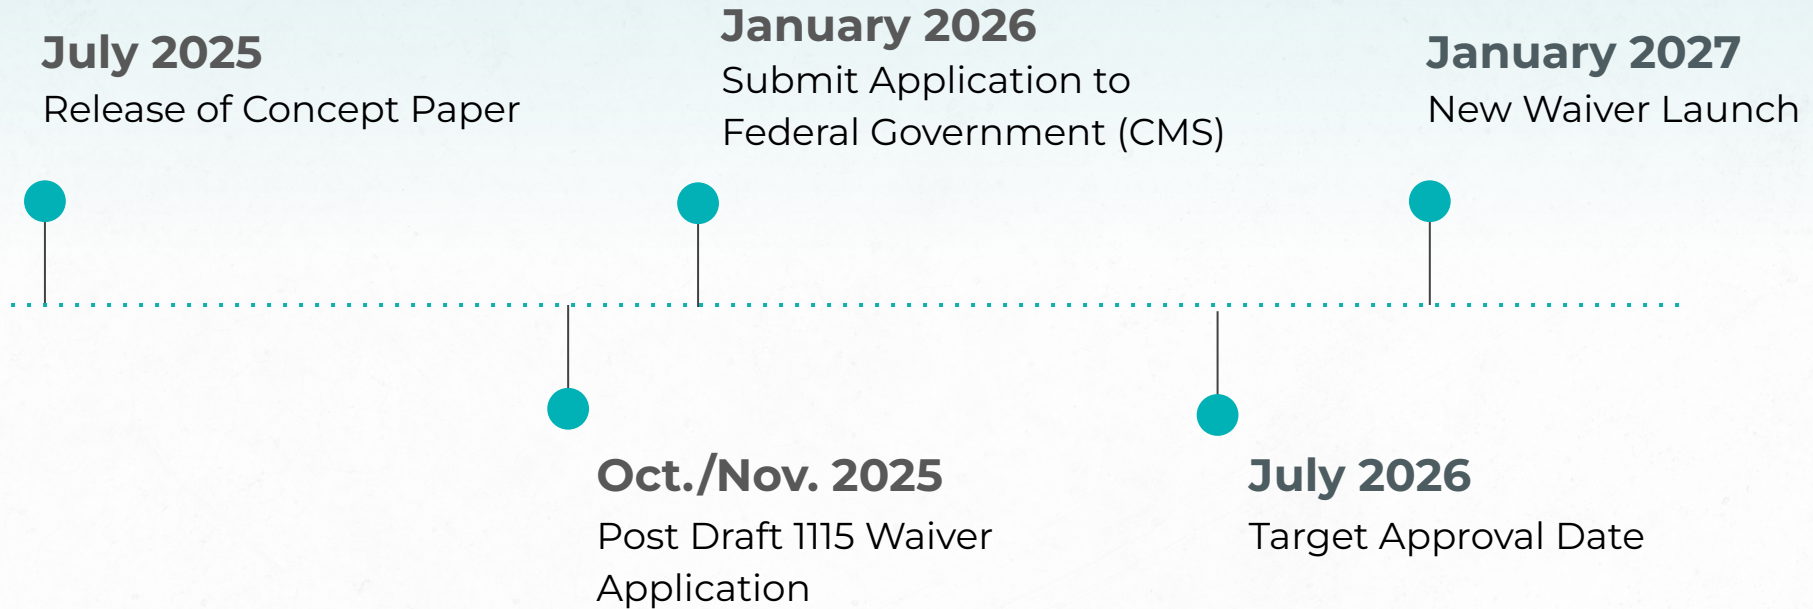 July 2025
Release of Concept Paper
Oct./Nov. 2025
Post Draft 1115 Waiver
Application
January 2026
Submit Application to
Federal Government (CMS)
July 2026
Target Approval Date
January 2027
New Waiver Launch